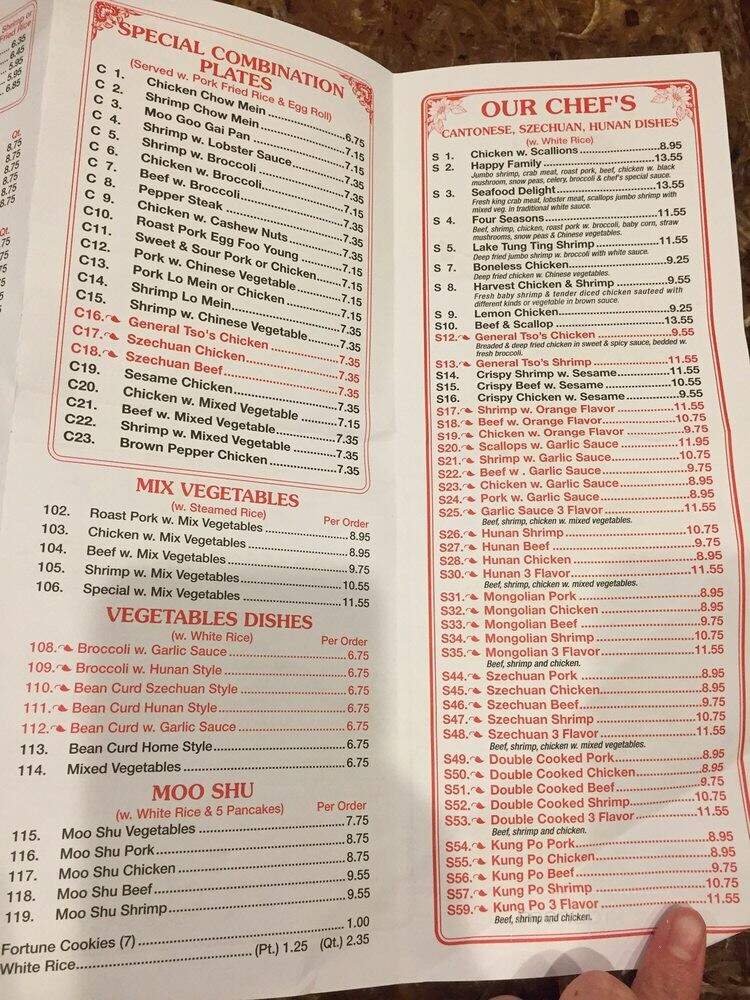 Shrimp or
Fried Rice
6.35
6.45
5.95
5.95
6.95
Qt.
8.75
8.75
8.75
8.75
8.75
Qt.
SPECIAL COMBINATION
PLATES
(Served w. Pork Fried Rice & Egg Roll)
C 1. Chicken Chow Mein 6.75
C 2. Shrimp Chow Mein 7.15
C 3. Moo Goo Gai Pan 7.15
C 4. Shrimp w. Lobster Sauce 7.35
C 5. Shrimp w. Broccoli 7.35
C 6. Chicken w. Broccoli 7.15
C 7. Beef w. Broccoli 7.35
C 8. Pepper Steak 7.35
C 9. Chicken w. Cashew Nuts 7.35
C10. Roast Pork Egg Foo Young 7.15
C11. Sweet & Sour Pork or Chicken 7.15
C12. Pork w. Chinese Vegetable 7.15
C13. Pork Lo Mein or Chicken 7.15
C14. Shrimp Lo Mein 7.35
C15. Shrimp w. Chinese Vegetable 7.35
C16. General Tso's Chicken 7.35
C17. Szechuan Chicken 7.35
C18. Szechuan Beef 7.35
C19. Sesame Chicken 7.35
C20. Chicken w. Mixed Vegetable 7.15
C21. Beef w. Mixed Vegetable 7.35
C22. Shrimp w. Mixed Vegetable 7.35
C23. Brown Pepper Chicken 7.35
MIX VEGETABLES
(w. Steamed Rice) Per Order
102. Roast Pork w. Mix Vegetables 8.95
103. Chicken w. Mix Vegetables 8.95
104. Beef w. Mix Vegetables 9.75
105. Shrimp w. Mix Vegetables 10.55
106. Special w. Mix Vegetables 11.55
VEGETABLES DISHES
(w. White Rice) Per Order
108. Broccoli w. Garlic Sauce 6.75
109. Broccoli w. Hunan Style 6.75
110. Bean Curd Szechuan Style 6.75
111. Bean Curd Hunan Style 6.75
112. Bean Curd w. Garlic Sauce 6.75
113. Bean Curd Home Style 6.75
114. Mixed Vegetables 6.75
MOO SHU
(w. White Rice & 5 Pancakes) Per Order
115. Moo Shu Vegetables 7.75
116. Moo Shu Pork 8.75
117. Moo Shu Chicken 8.75
118. Moo Shu Beef 9.55
119. Moo Shu Shrimp 9.55
Fortune Cookies (7) 1.00
White Rice (Pt.) 1.25 (Qt.) 2.35
OUR CHEF'S
CANTONESE, SZECHUAN, HUNAN DISHES
(w. White Rice)
S 1. Chicken w. Scallions 8.95
S 2. Happy Family 13.55
Jumbo shrimp, crab meat, roast pork, beef, chicken w. black
mushroom, snow peas, celery, broccoli & chef's special sauce.
S 3. Seafood Delight 13.55
Fresh king crab meat, lobster meat, scallops jumbo shrimp with
mixed veg. in traditional white sauce.
S 4. Four Seasons 11.55
Beef, shrimp, chicken, roast pork w. broccoli, baby corn, straw
mushrooms, snow peas & Chinese vegetables.
S 5. Lake Tung Ting Shrimp 11.55
Deep fried jumbo shrimp w. broccoli with white sauce.
S 7. Boneless Chicken 9.25
Deep fried chicken w. Chinese vegetables.
S 8. Harvest Chicken & Shrimp 9.55
Fresh baby shrimp & tender diced chicken sauteed with
different kinds or vegetable in brown sauce.
S 9. Lemon Chicken 9.25
S10. Beef & Scallop 13.55
S12. General Tso's Chicken 9.55
Breaded & deep fried chicken in sweet & spicy sauce, bedded w.
fresh broccoli.
S13. General Tso's Shrimp 11.55
S14. Crispy Shrimp w. Sesame 11.55
S15. Crispy Beef w. Sesame 10.55
S16. Crispy Chicken w. Sesame 9.55
S17. Shrimp w. Orange Flavor 11.55
S18. Beef w. Orange Flavor 10.75
S19. Chicken w. Orange Flavor 9.75
S20. Scallops w. Garlic Sauce 11.95
S21. Shrimp w. Garlic Sauce 10.75
S22. Beef w . Garlic Sauce 9.75
S23. Chicken w. Garlic Sauce 8.95
S24. Pork w. Garlic Sauce 8.95
S25. Garlic Sauce 3 Flavor 11.55
Beef, shrimp, chicken w. mixed vegetables.
S26. Hunan Shrimp 10.75
S27. Hunan Beef 9.75
S28. Hunan Chicken 8.95
S30. Hunan 3 Flavor 11.55
Beef, shrimp, chicken w. mixed vegetables.
S31. Mongolian Pork 8.95
S32. Mongolian Chicken 8.95
S33. Mongolian Beef 9.75
S34. Mongolian Shrimp 10.75
S35. Mongolian 3 Flavor 11.55
Beef, shrimp and chicken.
S44. Szechuan Pork 8.95
S45. Szechuan Chicken 8.95
S46. Szechuan Beef 9.75
S47. Szechuan Shrimp 10.75
S48. Szechuan 3 Flavor 11.55
Beef, shrimp, chicken w. mixed vegetables.
S49. Double Cooked Pork 8.95
S50. Double Cooked Chicken 8.95
S51. Double Cooked Beef 9.75
S52. Double Cooked Shrimp 10.75
S53. Double Cooked 3 Flavor 11.55
Beef, shrimp and chicken.
S54. Kung Po Pork 8.95
S55. Kung Po Chicken 8.95
S56. Kung Po Beef 9.75
S57. Kung Po Shrimp 10.75
S59. Kung Po 3 Flavor 11.55
Beef, shrimp and chicken.